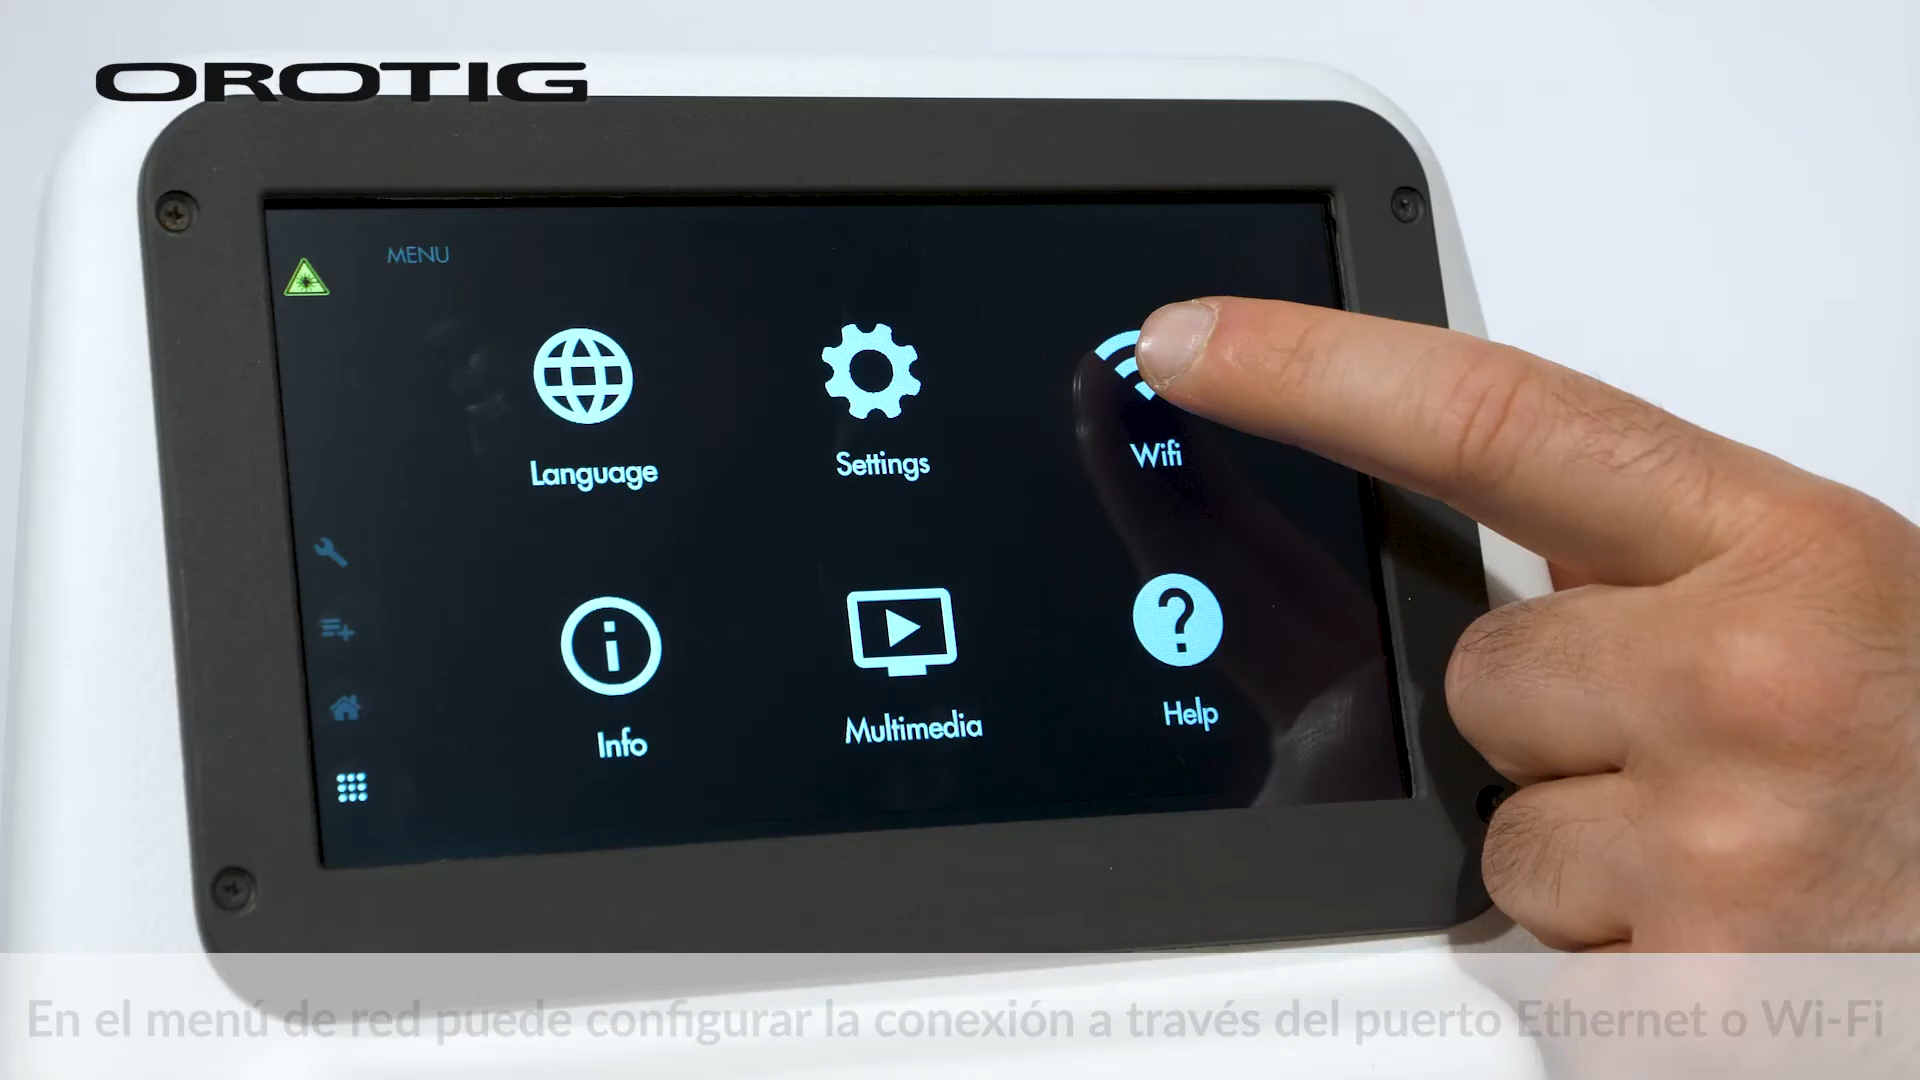 OROTIG
MENU
Language
Settings
Wifi
Info
Multimedia
Help
En el menú de red puede configurar la conexión a través del puerto Ethernet o Wi-Fi